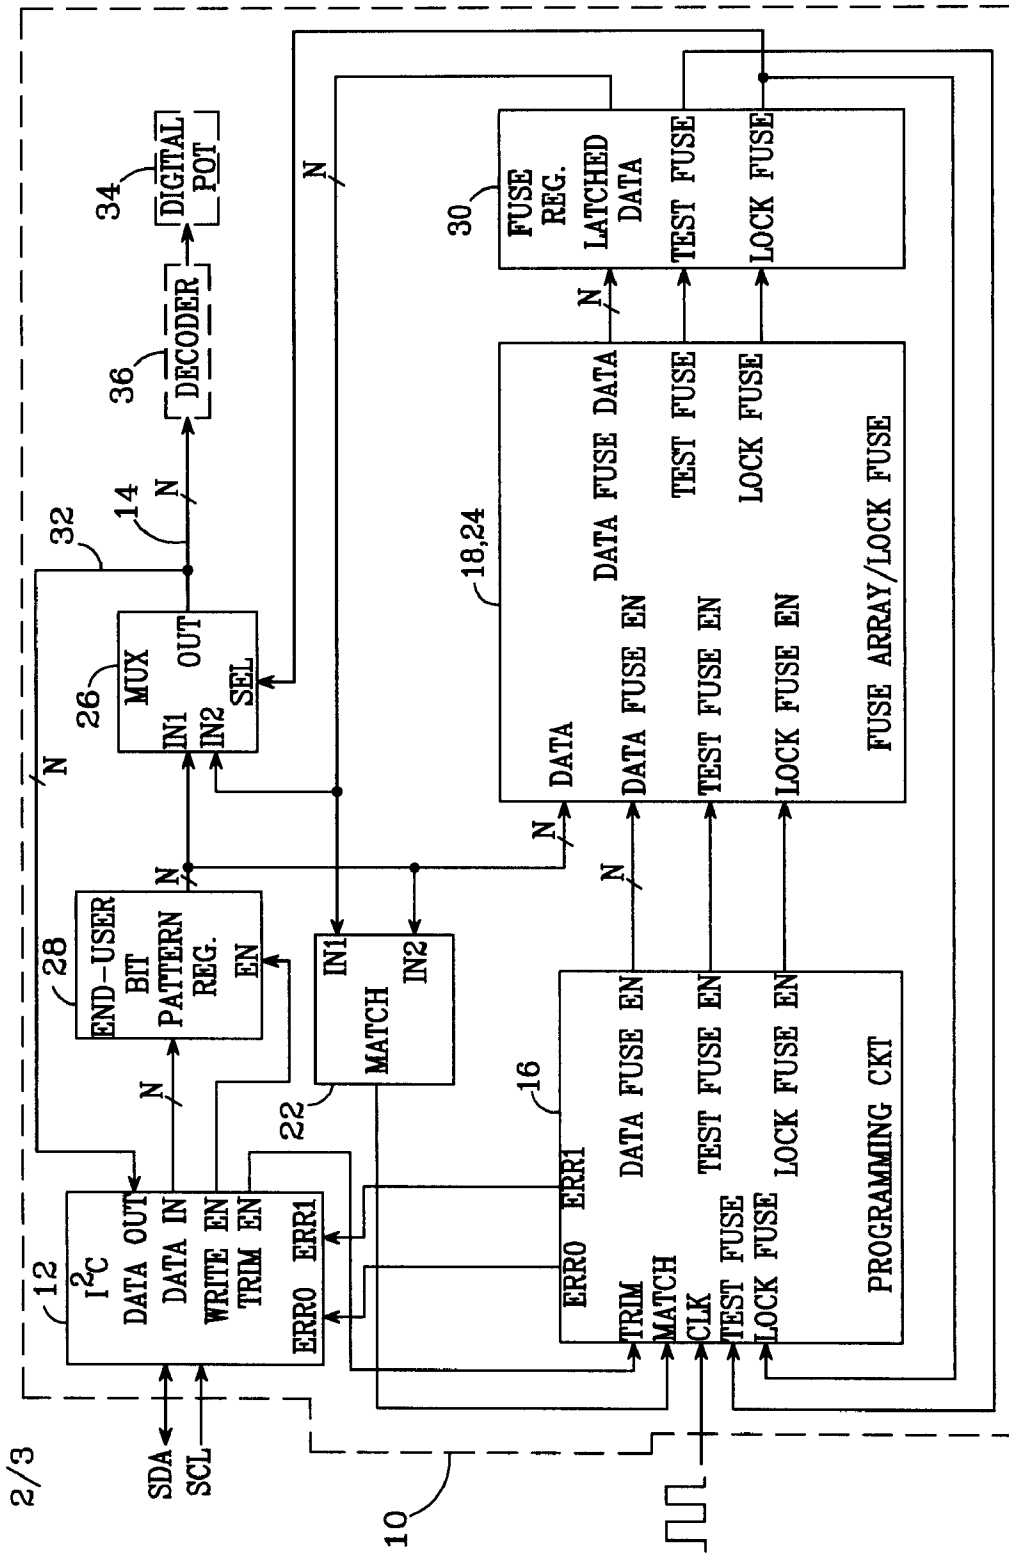 2/3
SDA
SCL
10
12
I²C
DATA OUT
DATA IN
WRITE EN
TRIM EN
ERR0 ERR1
N
N
28
END-USER
BIT
PATTERN
REG.
EN
N
26
MUX
IN1
IN2
OUT
SEL
32
14
N
36
DECODER
34
DIGITAL
POT
22
MATCH
IN1
IN2
N
16
ERR0
ERR1
TRIM
MATCH
CLK
TEST FUSE
LOCK FUSE
DATA FUSE EN
TEST FUSE EN
LOCK FUSE EN
PROGRAMMING CKT
N
N
18,24
DATA
DATA FUSE EN
TEST FUSE EN
LOCK FUSE EN
DATA FUSE DATA
TEST FUSE
LOCK FUSE
FUSE ARRAY/LOCK FUSE
N
30
FUSE
REG.
LATCHED
DATA
TEST FUSE
LOCK FUSE